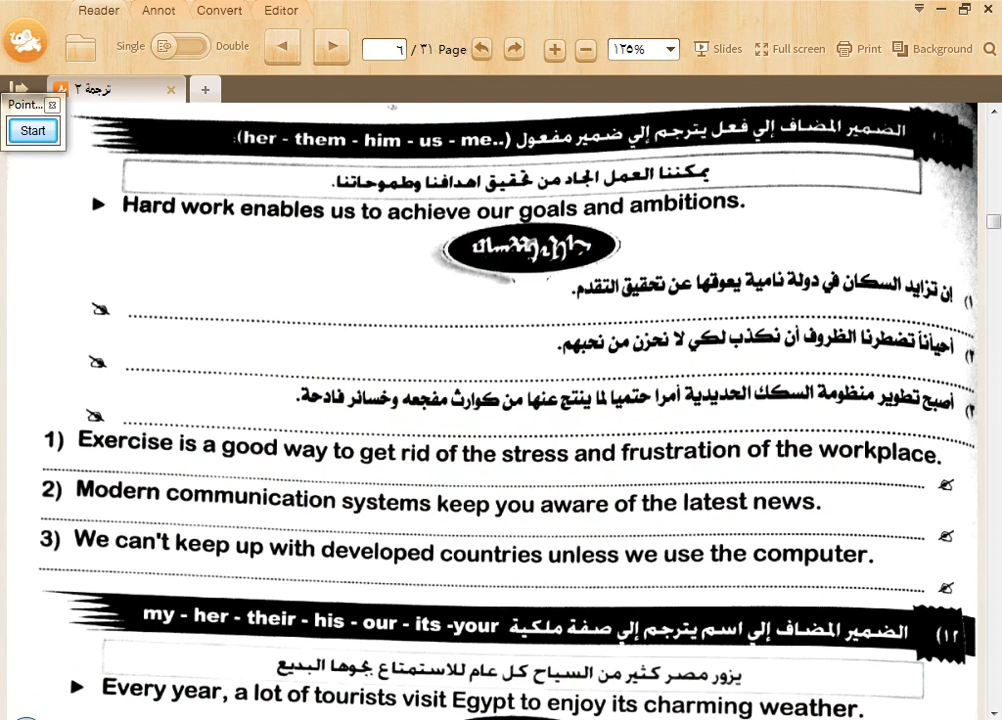 Reader Annot Convert Editor
Single Double ٦ / ٣١ Page ١٢٥% Slides Full screen Print Background
ترجمة ٢
Point...
Start
الضمير المضاف إلي فعل يترجم إلي ضمير مفعول (..her - them - him - us - me):
يمكننا العمل الجاد من تحقيق اهدافنا وطموحاتنا.
Hard work enables us to achieve our goals and ambitions.
١) إن تزايد السكان في دولة نامية يعوقها عن تحقيق التقدم.
٢) أحيأناً تضطرنا الظروف أن نكذب لكي لا نحزن من نحبهم.
٣) أصبح تطوير منظومة السكك الحديدية أمرا حتميا لما ينتج عنها من كوارث مفجعه وخسائر فادحة.
1) Exercise is a good way to get rid of the stress and frustration of the workplace.
2) Modern communication systems keep you aware of the latest news.
3) We can't keep up with developed countries unless we use the computer.
١٢) الضمير المضاف إلي اسم يترجم إلي صفة ملكية my - her - their - his - our - its -your
يزور مصر كثير من السياح كل عام للاستمتاع بجوها البديع
Every year, a lot of tourists visit Egypt to enjoy its charming weather.